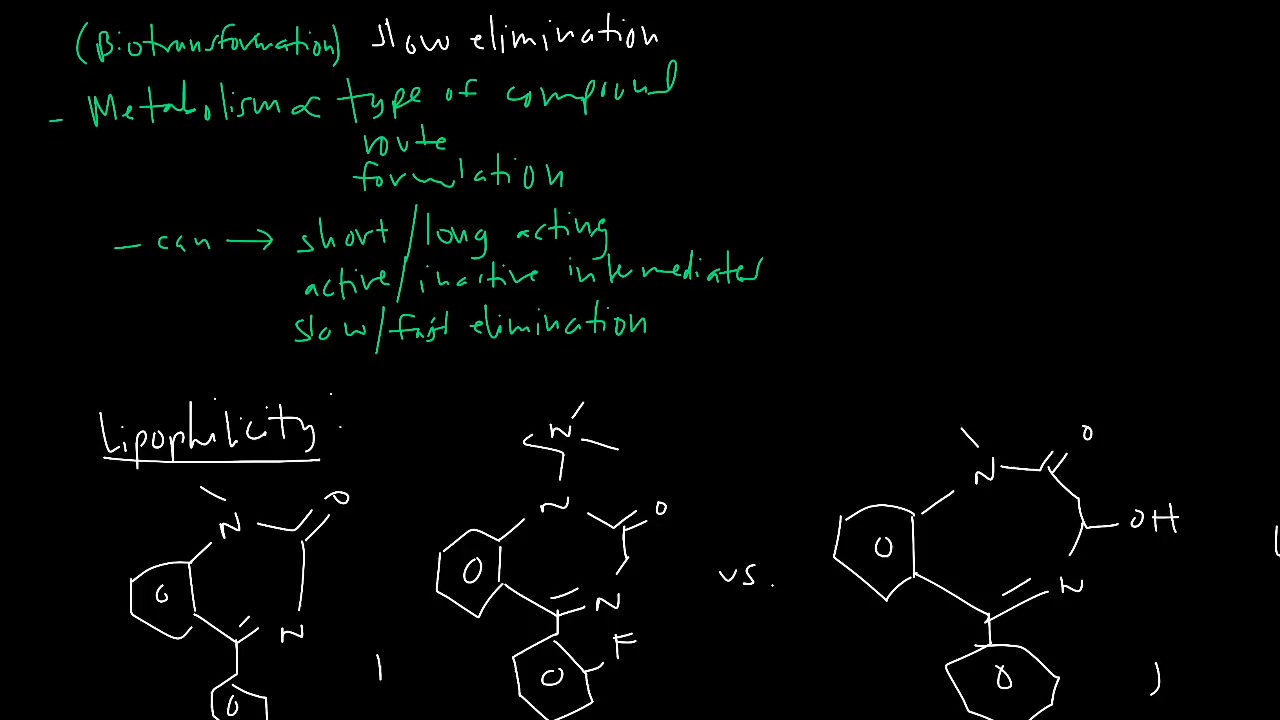 (Biotransformation) slow elimination
- Metabolism ∝ type of compound
route
formulation
- can → short/long acting
active/inactive intermediates
slow/fast elimination
Lipophilicity:
N
O
N
N
N
O
N
F
vs.
N
O
OH
N